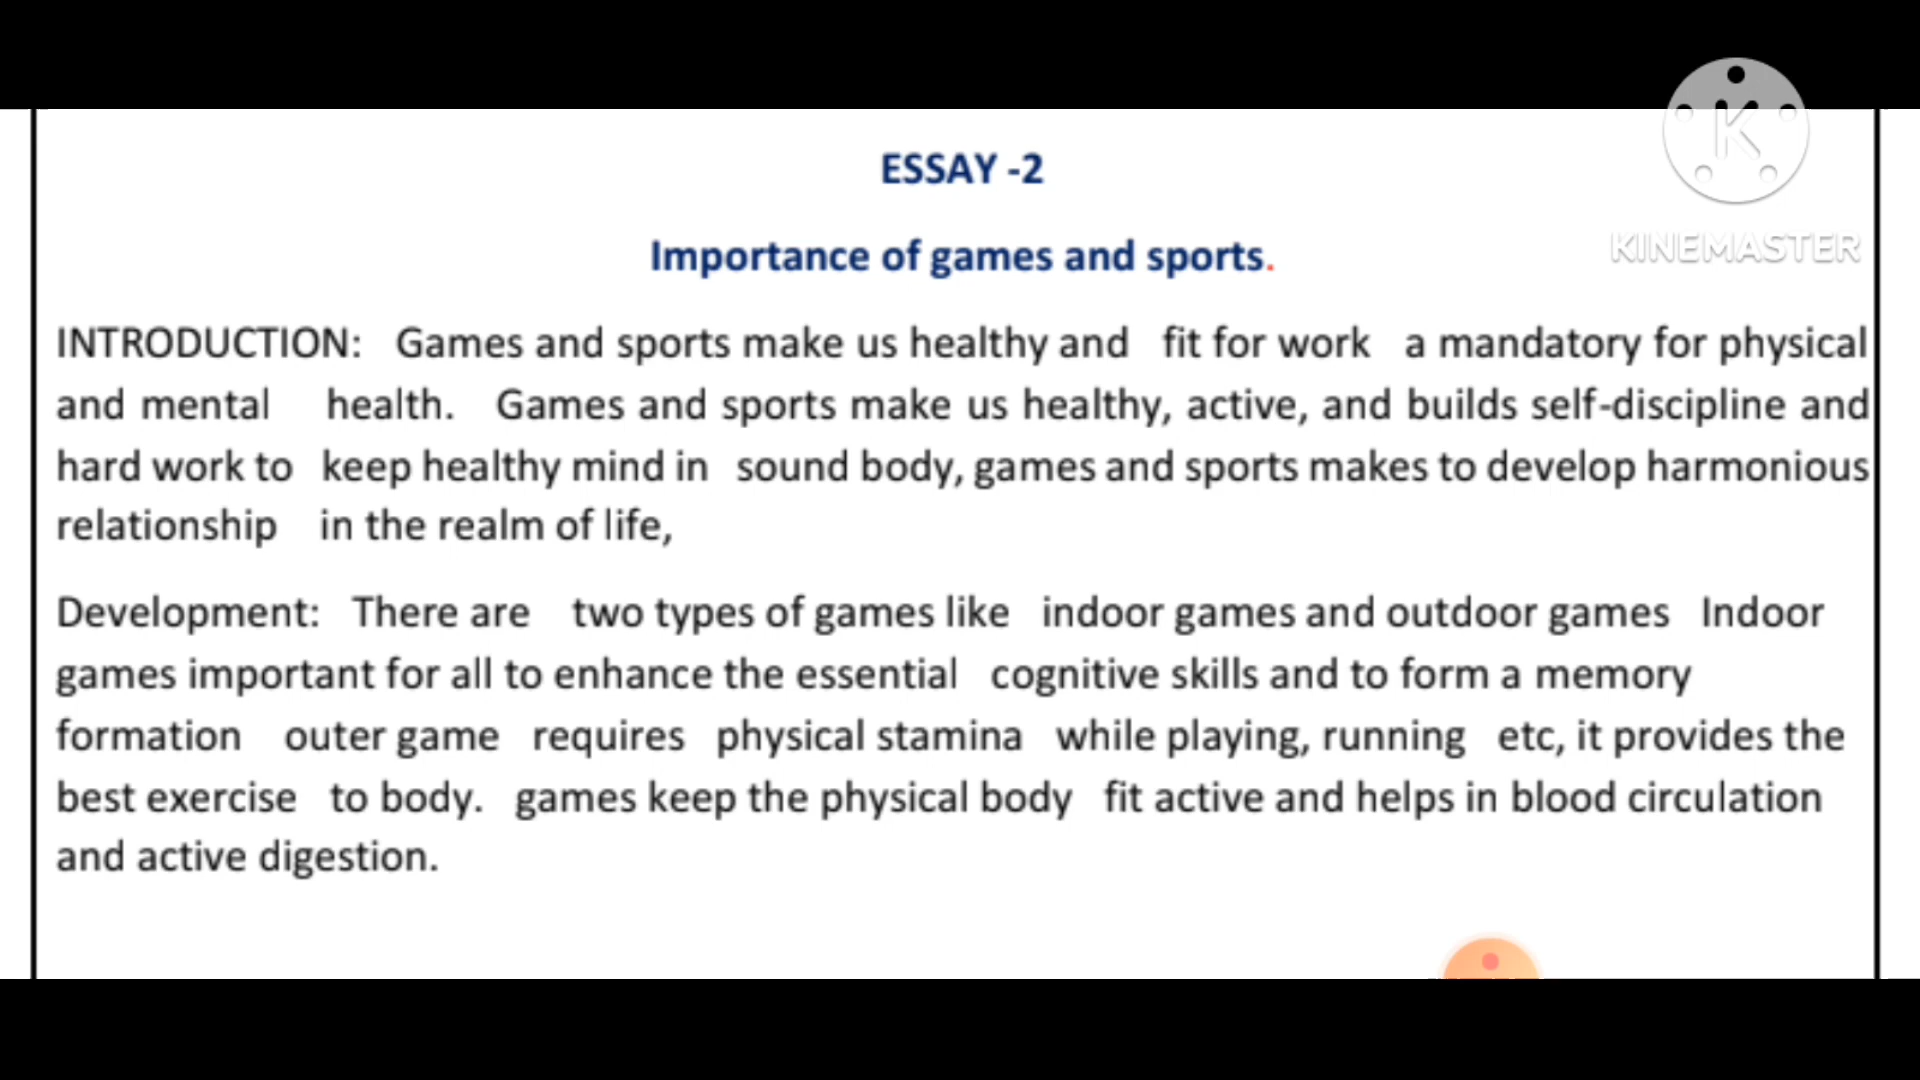 ESSAY -2
K
KINEMASTER
Importance of games and sports.
INTRODUCTION: Games and sports make us healthy and fit for work a mandatory for physical
and mental health. Games and sports make us healthy, active, and builds self-discipline and
hard work to keep healthy mind in sound body, games and sports makes to develop harmonious
relationship in the realm of life,
Development: There are two types of games like indoor games and outdoor games Indoor
games important for all to enhance the essential cognitive skills and to form a memory
formation outer game requires physical stamina while playing, running etc, it provides the
best exercise to body. games keep the physical body fit active and helps in blood circulation
and active digestion.